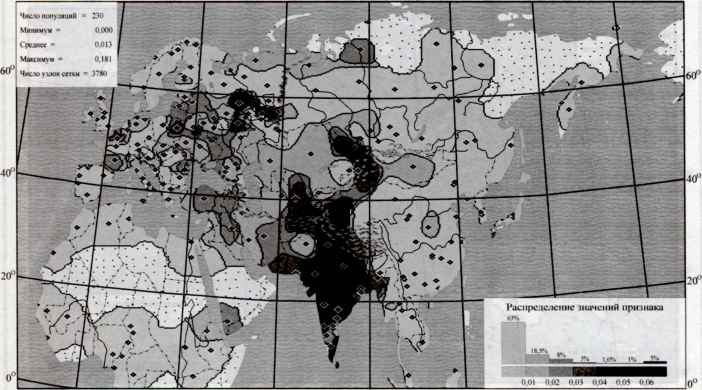 Число популяций = 230
Минимум = 0,000
Среднее = 0,013
Максимум = 0,181
Число узлов сетки = 3780
60° 60°
40° 40°
20° 20°
0° 0°
Распределение значений признака
63%
18,5%
8%
3%
1,6%
1%
5%
0,01 0,02 0,03 0,04 0,05 0,06